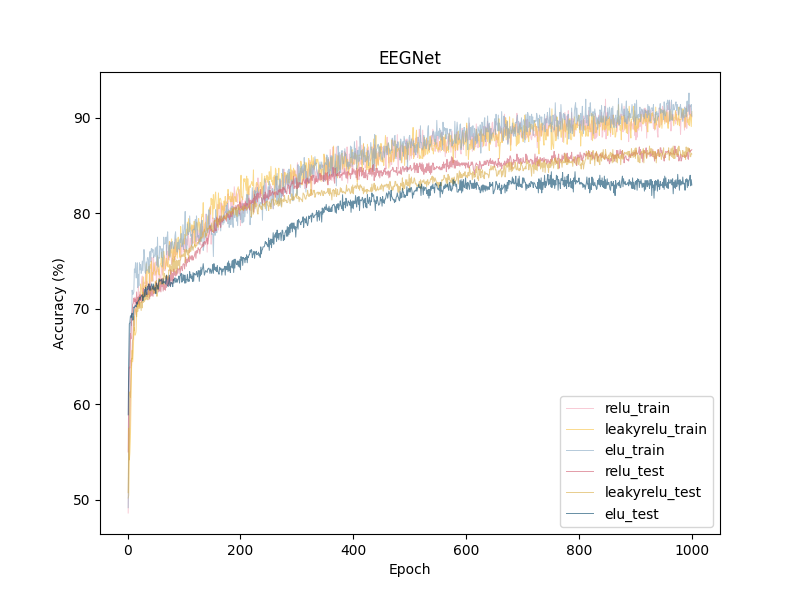 EEGNet
Accuracy (%)
90
80
70
60
50
relu_train
leakyrelu_train
elu_train
relu_test
leakyrelu_test
elu_test
0 200 400 600 800 1000
Epoch